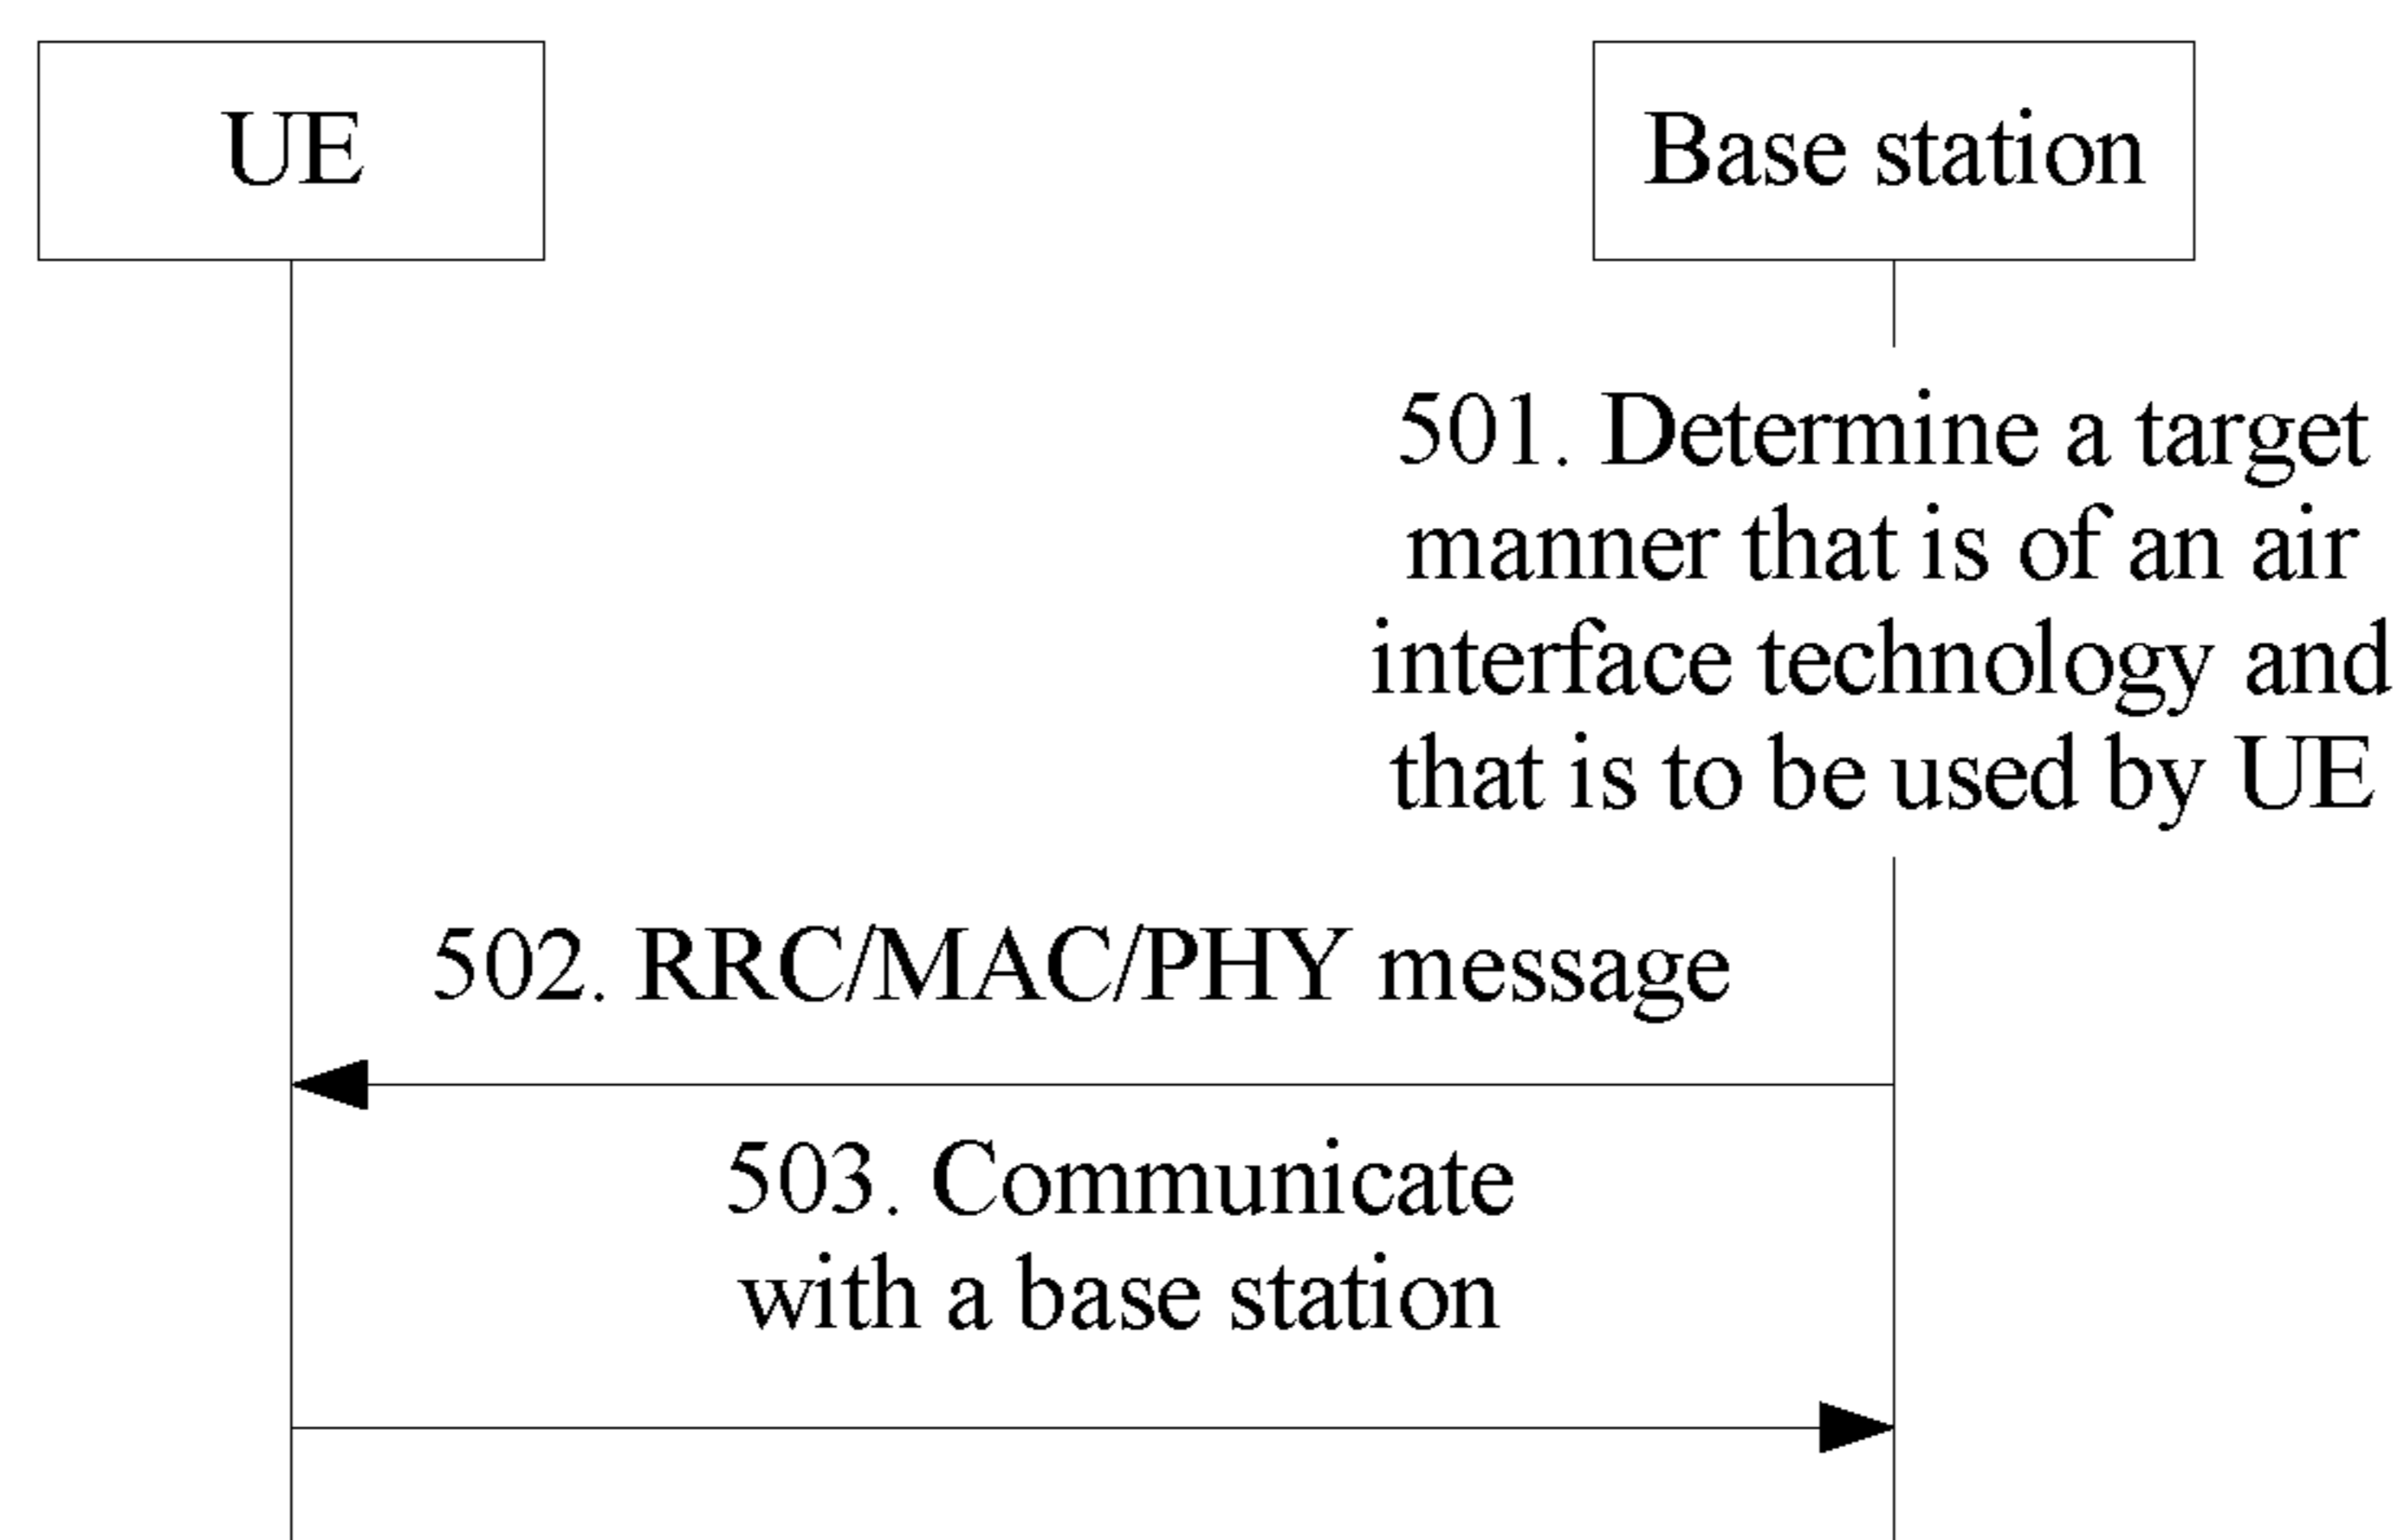 UE
Base station
501. Determine a target
manner that is of an air
interface technology and
that is to be used by UE
502. RRC/MAC/PHY message
503. Communicate
with a base station